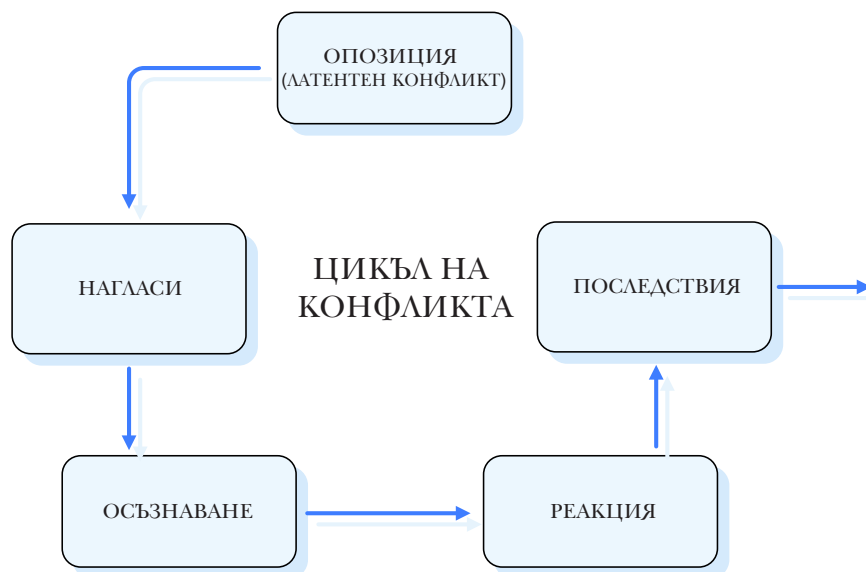 ОПОЗИЦИЯ
(ЛАТЕНТЕН КОНФЛИКТ)
НАГЛАСИ
ЦИКЪЛ НА
КОНФЛИКТА
ПОСЛЕДСТВИЯ
ОСЪЗНАВАНЕ
РЕАКЦИЯ